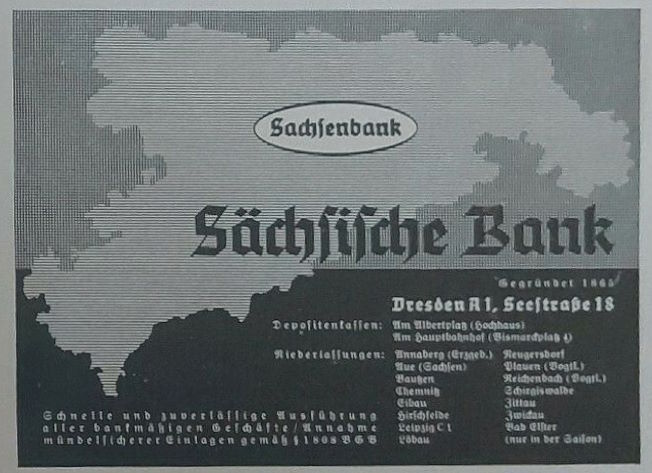 Sachsenbank
Sächsische Bank
Gegründet 1865
Dresden A 1, Seestraße 18
Depositenkassen: Am Albertplatz (Hochhaus)
Am Hauptbahnhof (Bismarckplatz 4)
Niederlassungen: Annaberg (Erzgeb.) Neugersdorf
Aue (Sachsen) Plauen (Vogtl.)
Bautzen Reichenbach (Vogtl.)
Chemnitz Schirgiswalde
Eibau Zittau
Hirschfelde Zwickau
Leipzig C 1 Bad Elster
Löbau (nur in der Saison)
Schnelle und zuverlässige Ausführung
aller bankmäßigen Geschäfte / Annahme
mündelsicherer Einlagen gemäß § 1808 BGB